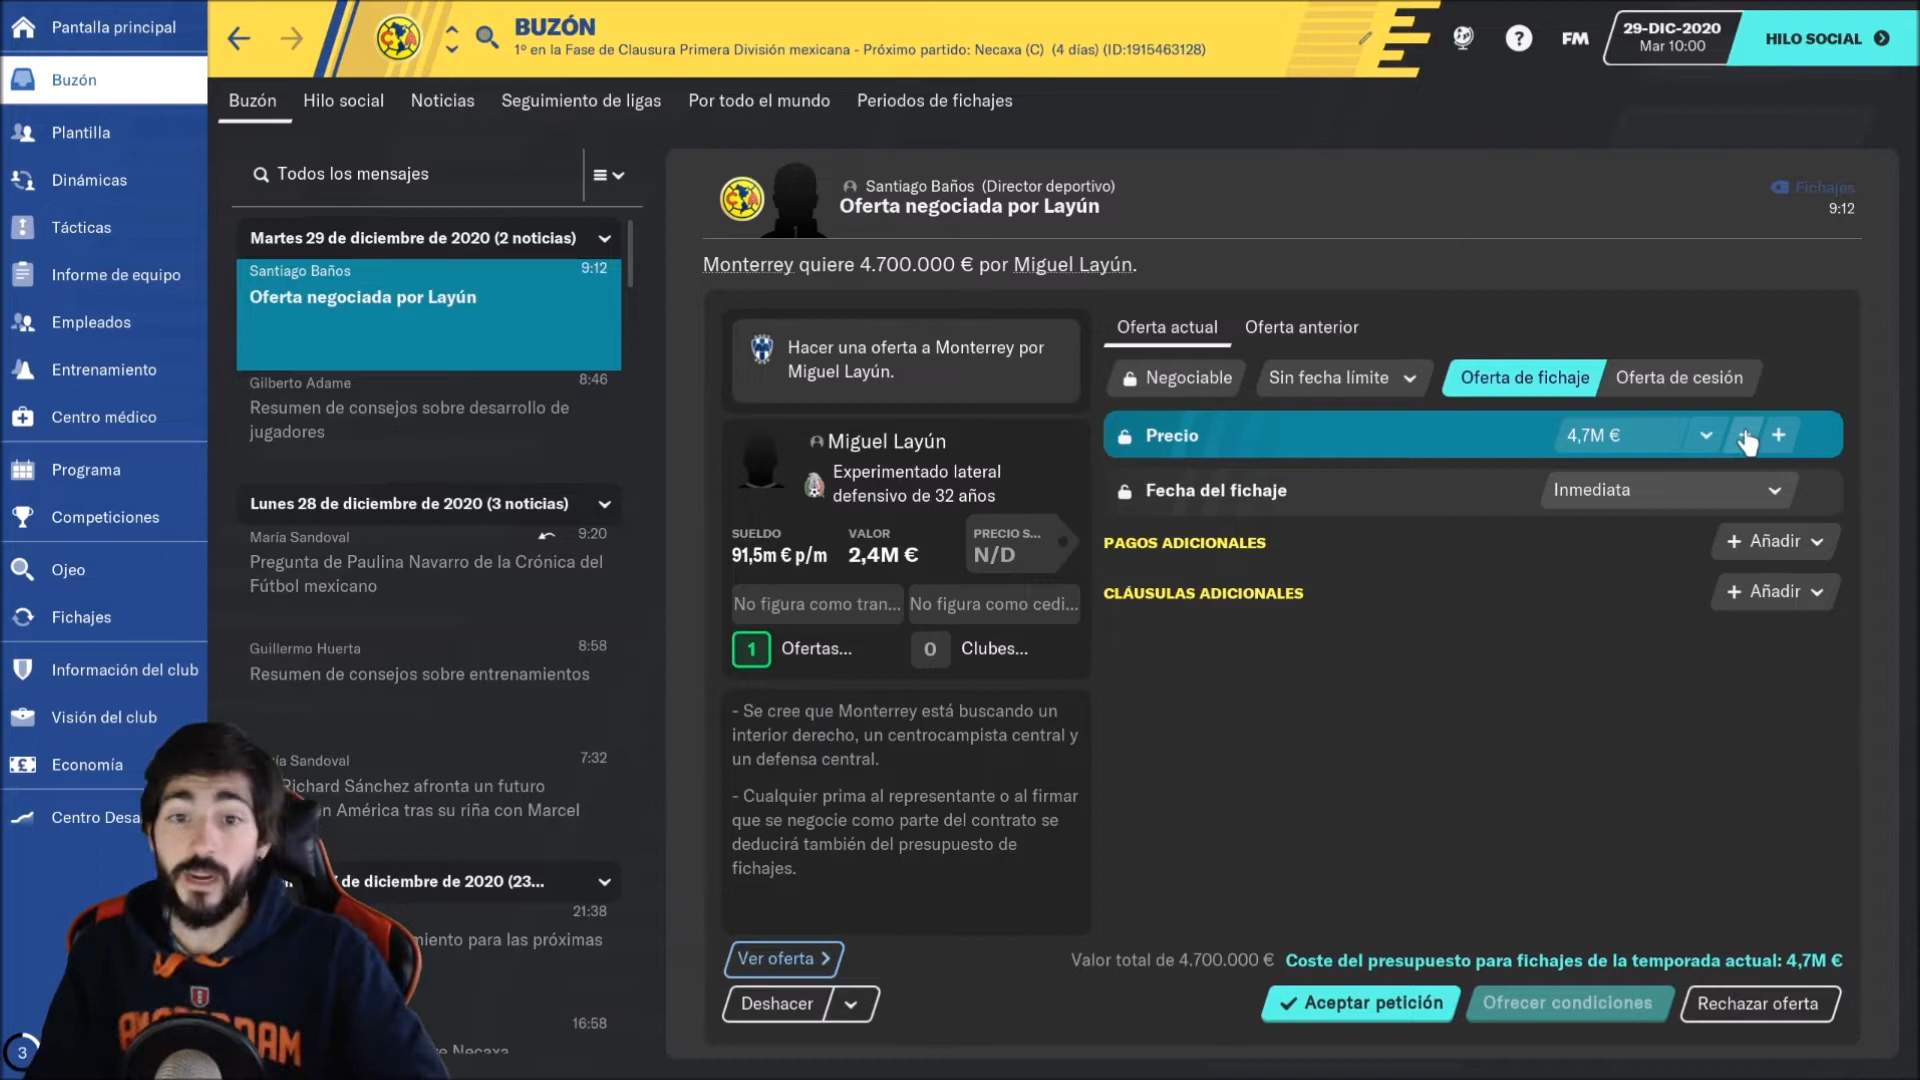 Pantalla principal
Buzón
Plantilla
Dinámicas
Tácticas
Informe de equipo
Empleados
Entrenamiento
Centro médico
Programa
Competiciones
Ojeo
Fichajes
Información del club
Visión del club
Economía
Centro Desa
3
BUZÓN
1º en la Fase de Clausura Primera División mexicana - Próximo partido: Necaxa (C) (4 días) (ID:1915463128)
FM
29-DIC-2020
Mar 10:00
HILO SOCIAL
Buzón
Hilo social
Noticias
Seguimiento de ligas
Por todo el mundo
Periodos de fichajes
Todos los mensajes
Martes 29 de diciembre de 2020 (2 noticias)
Santiago Baños 9:12
Oferta negociada por Layún
Gilberto Adame 8:46
Resumen de consejos sobre desarrollo de
jugadores
Lunes 28 de diciembre de 2020 (3 noticias)
María Sandoval 9:20
Pregunta de Paulina Navarro de la Crónica del
Fútbol mexicano
Guillermo Huerta 8:58
Resumen de consejos sobre entrenamientos
Sandoval 7:32
Richard Sánchez afronta un futuro
en América tras su riña con Marcel
de diciembre de 2020 (23...
21:38
para las próximas
16:58
Necaxa
AMSTERDAM
Santiago Baños (Director deportivo)
Oferta negociada por Layún
Fichajes
9:12
Monterrey quiere 4.700.000 € por Miguel Layún.
Hacer una oferta a Monterrey por
Miguel Layún.
Miguel Layún
Experimentado lateral
defensivo de 32 años
SUELDO
91,5m € p/m
VALOR
2,4M €
PRECIO S...
N/D
No figura como tran...
No figura como cedi...
1 Ofertas...
0 Clubes...
- Se cree que Monterrey está buscando un
interior derecho, un centrocampista central y
un defensa central.
- Cualquier prima al representante o al firmar
que se negocie como parte del contrato se
deducirá también del presupuesto de
fichajes.
Ver oferta
Deshacer
Oferta actual
Oferta anterior
Negociable
Sin fecha límite
Oferta de fichaje
Oferta de cesión
Precio 4,7M €
Fecha del fichaje Inmediata
PAGOS ADICIONALES + Añadir
CLÁUSULAS ADICIONALES + Añadir
Valor total de 4.700.000 € Coste del presupuesto para fichajes de la temporada actual: 4,7M €
Aceptar petición
Ofrecer condiciones
Rechazar oferta